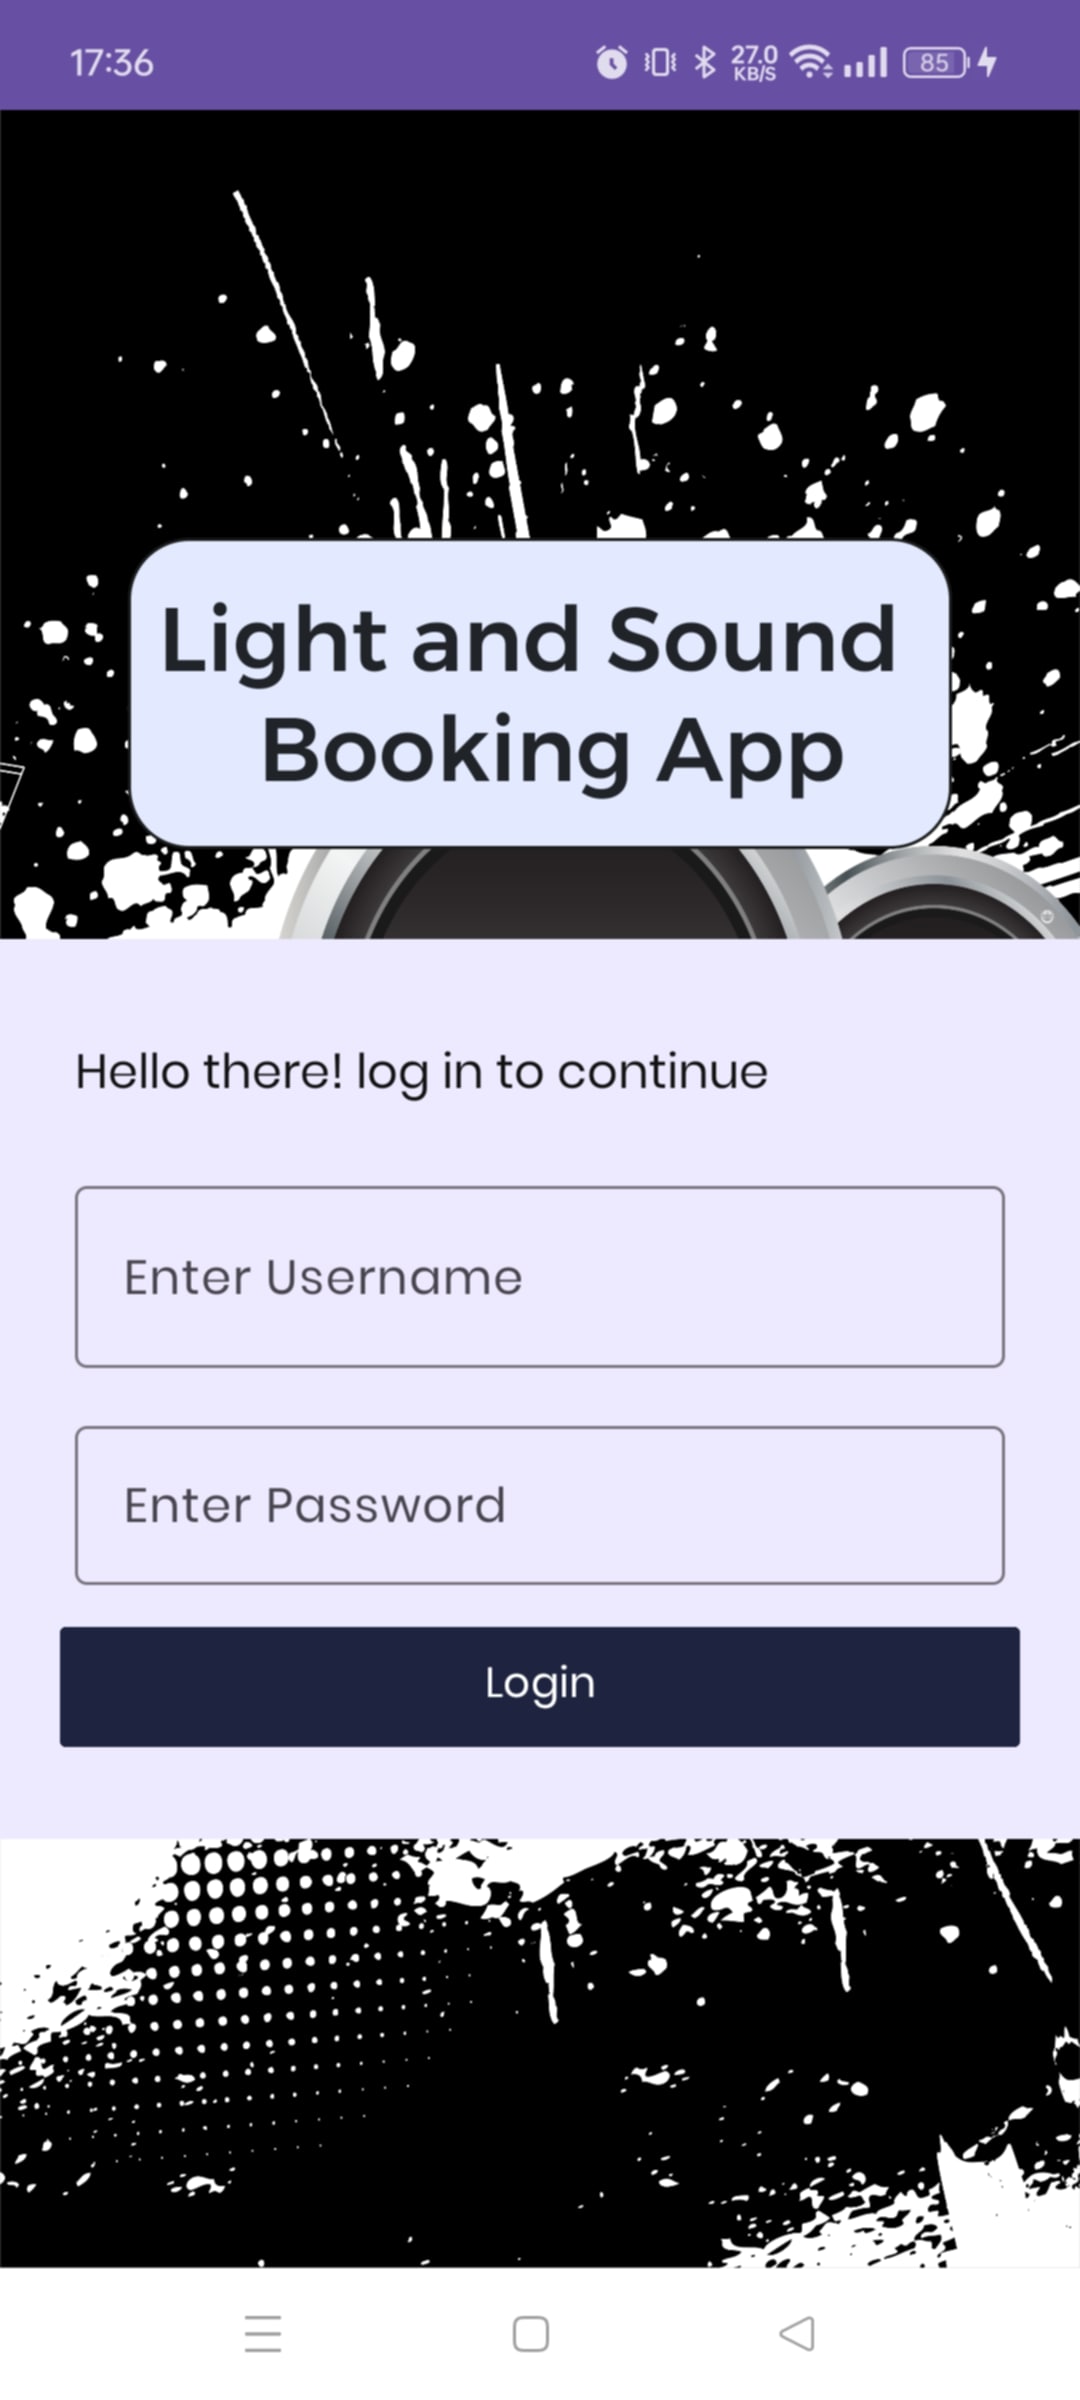 17:36
27.0
KB/S
85
Light and Sound
Booking App
Hello there! log in to continue
Enter Username
Enter Password
Login